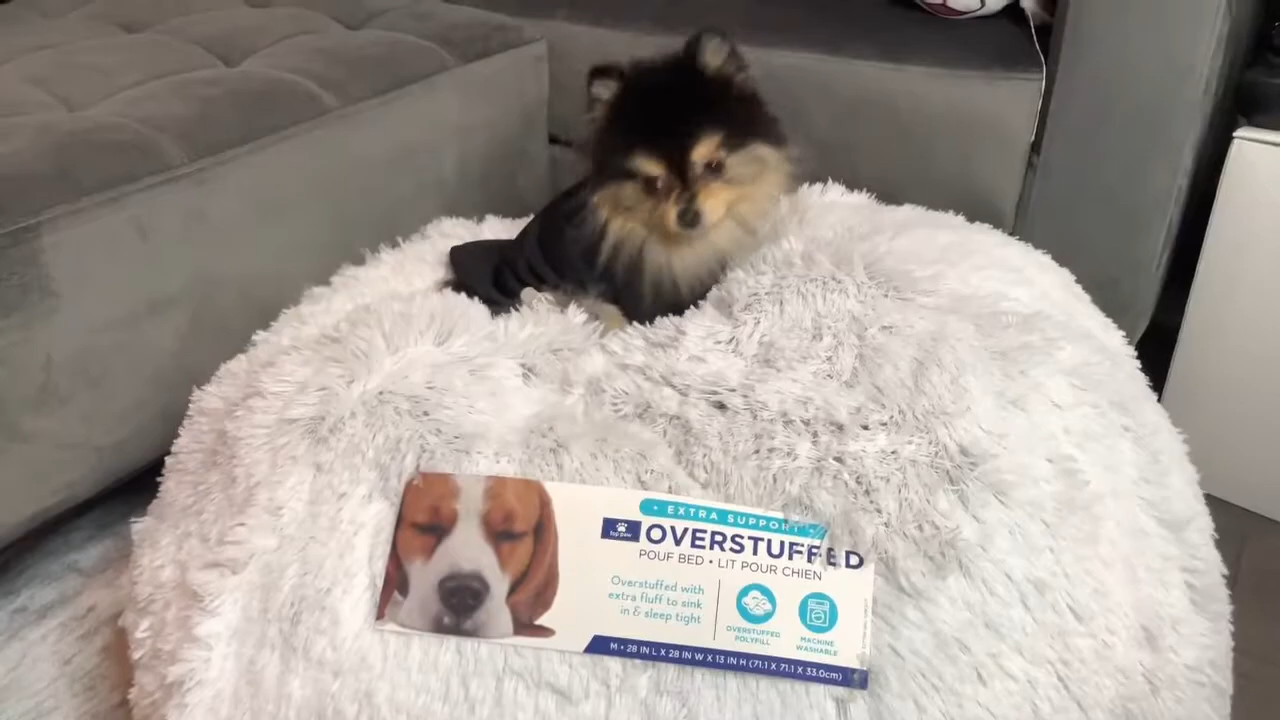 • EXTRA SUPPORT •
top paw
OVERSTUFFED
POUF BED • LIT POUR CHIEN
Overstuffed with
extra fluff to sink
in & sleep tight
OVERSTUFFED
POLYFILL
MACHINE
WASHABLE
M • 28 IN L X 28 IN W X 13 IN H (71.1 X 71.1 X 33.0cm)